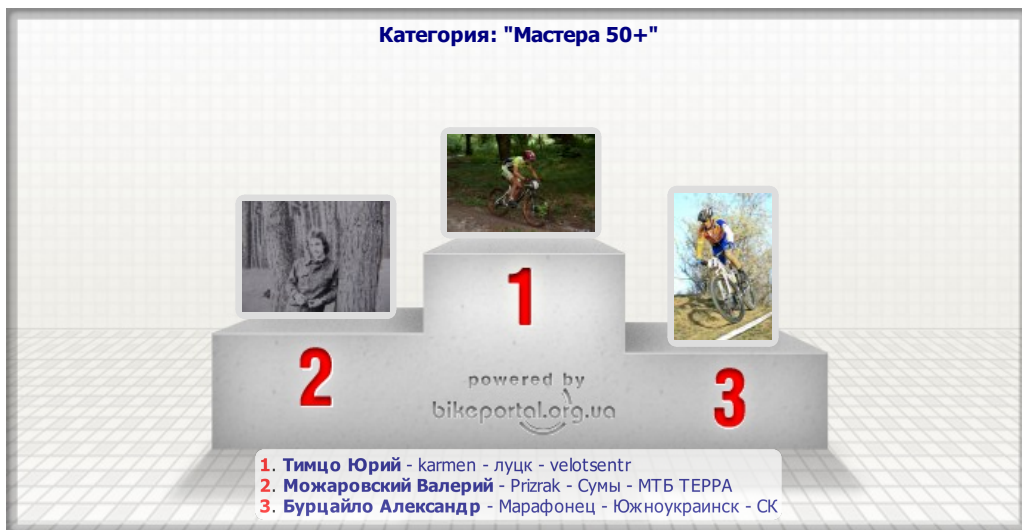 Категория: "Мастера 50+"
1
2
3
powered by
bikeportal.org.ua
1. Тимцо Юрий - karmen - луцк - velotsentr
2. Можаровский Валерий - Prizrak - Сумы - МТБ ТЕРРА
3. Бурцайло Александр - Марафонец - Южноукраинск - СК